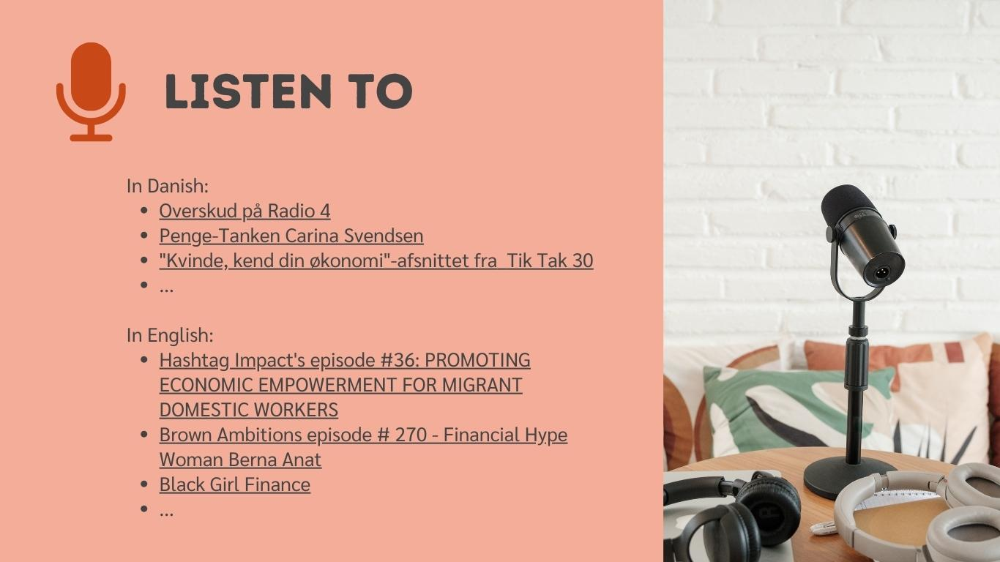 LISTEN TO
In Danish:
• Overskud på Radio 4
• Penge-Tanken Carina Svendsen
• "Kvinde, kend din økonomi"-afsnittet fra  Tik Tak 30
• ...
In English:
• Hashtag Impact's episode #36: PROMOTING
ECONOMIC EMPOWERMENT FOR MIGRANT
DOMESTIC WORKERS
• Brown Ambitions episode # 270 - Financial Hype
Woman Berna Anat
• Black Girl Finance
• ...